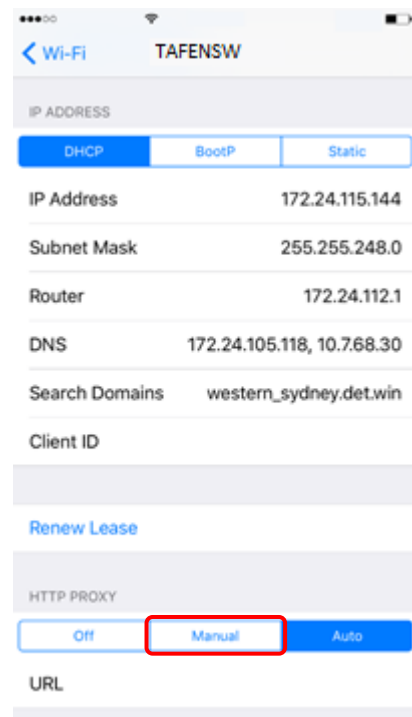 Wi-Fi TAFENSW
IP ADDRESS
DHCP BootP Static
IP Address 172.24.115.144
Subnet Mask 255.255.248.0
Router 172.24.112.1
DNS 172.24.105.118, 10.7.68.30
Search Domains western_sydney.det.win
Client ID
Renew Lease
HTTP PROXY
Off Manual Auto
URL